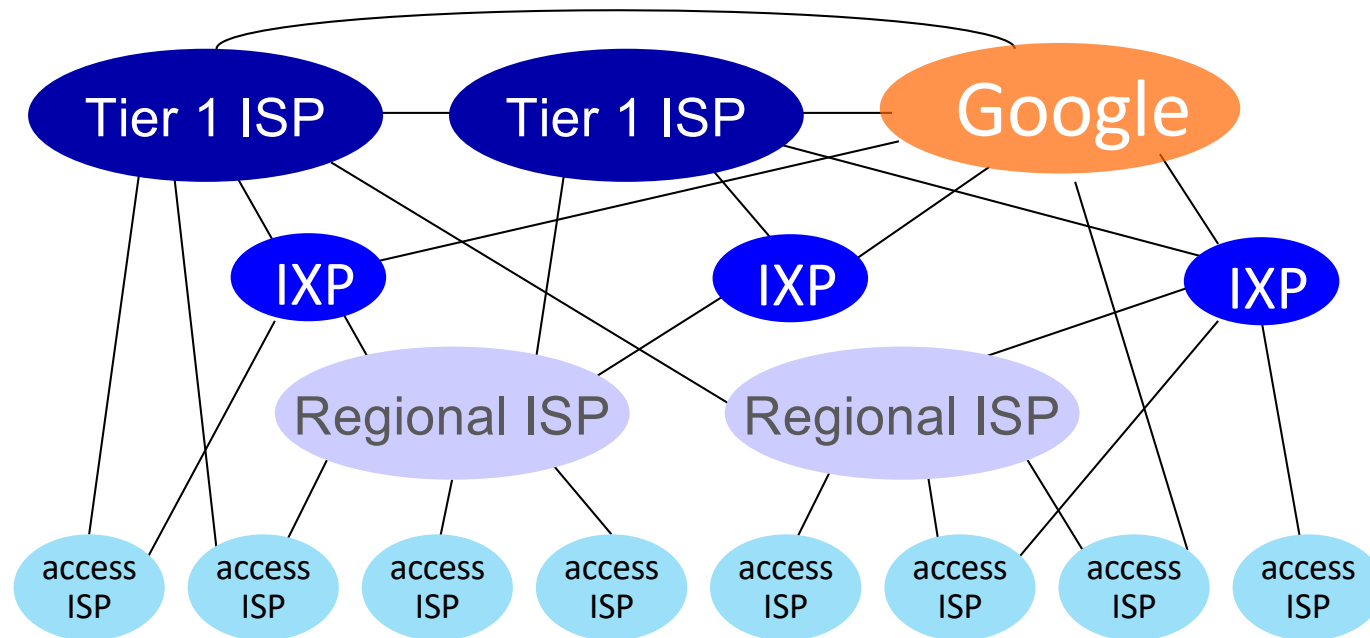 Tier 1 ISP
Tier 1 ISP
Google
IXP
IXP
IXP
Regional ISP
Regional ISP
access
ISP
access
ISP
access
ISP
access
ISP
access
ISP
access
ISP
access
ISP
access
ISP